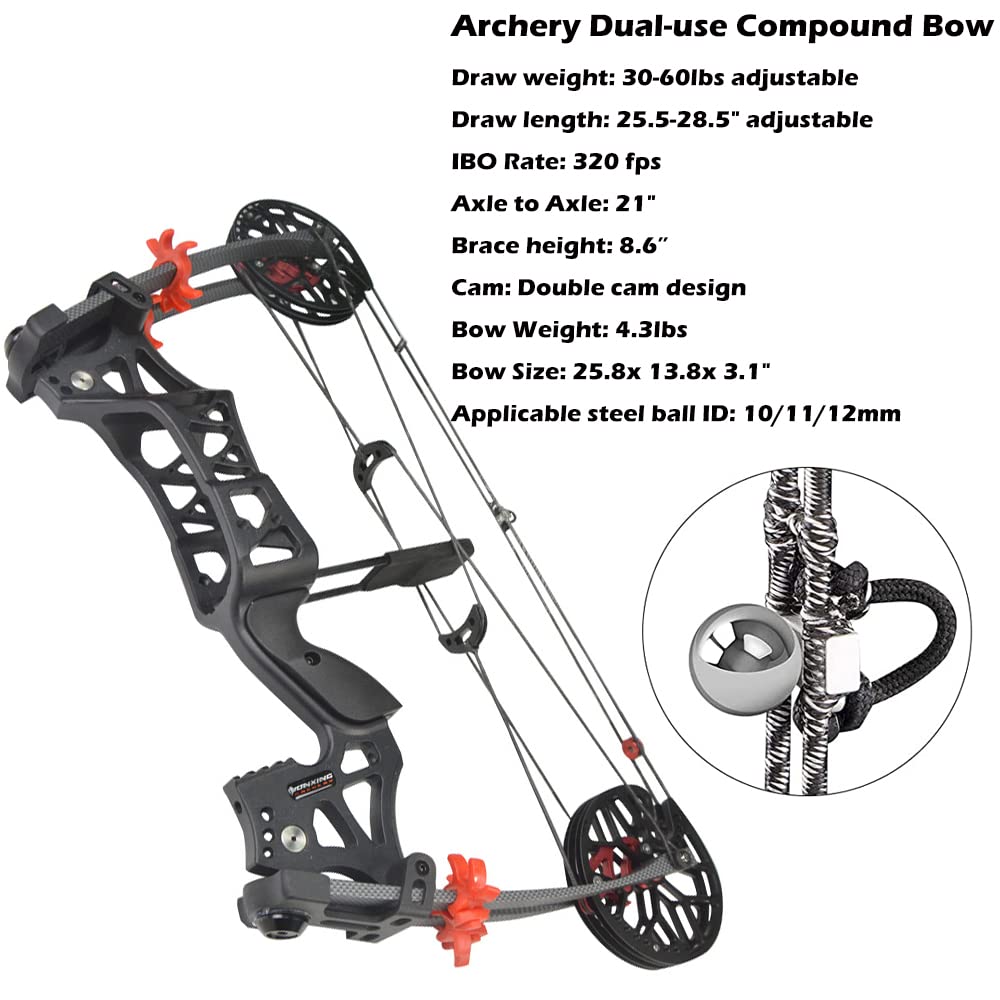 Archery Dual-use Compound Bow
Draw weight: 30-60lbs adjustable
Draw length: 25.5-28.5" adjustable
IBO Rate: 320 fps
Axle to Axle: 21"
Brace height: 8.6”
Cam: Double cam design
Bow Weight: 4.3lbs
Bow Size: 25.8x 13.8x 3.1"
Applicable steel ball ID: 10/11/12mm